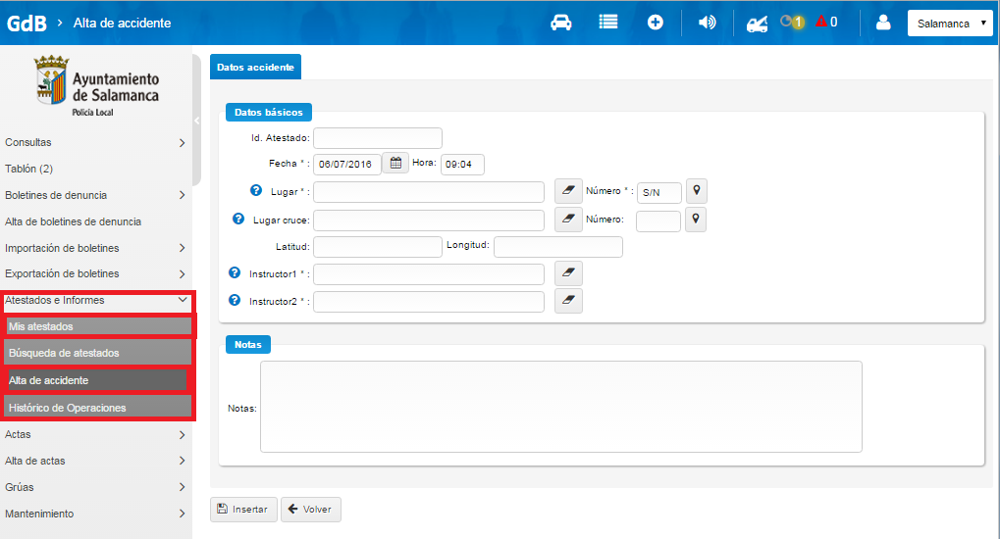 GdB > Alta de accidente
1 0 Salamanca
Ayuntamiento
de Salamanca
Policía Local
Consultas
Tablón (2)
Boletines de denuncia
Alta de boletines de denuncia
Importación de boletines
Exportación de boletines
Atestados e Informes
Mis atestados
Búsqueda de atestados
Alta de accidente
Histórico de Operaciones
Actas
Alta de actas
Grúas
Mantenimiento
Datos accidente
Datos básicos
Id. Atestado:
Fecha * : 06/07/2016 Hora: 09:04
? Lugar * : Número * : S/N
? Lugar cruce: Número:
Latitud: Longitud:
? Instructor1 * :
? Instructor2 * :
Notas
Notas:
Insertar Volver